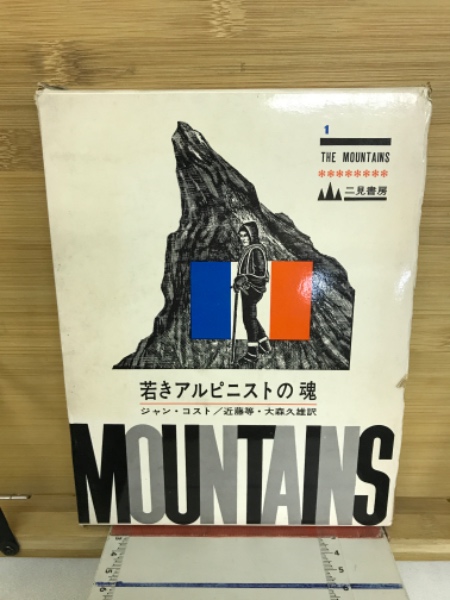 1
THE MOUNTAINS
二見書房
若きアルピニストの魂
ジャン・コスト／近藤等・大森久雄訳
MOUNTAINS